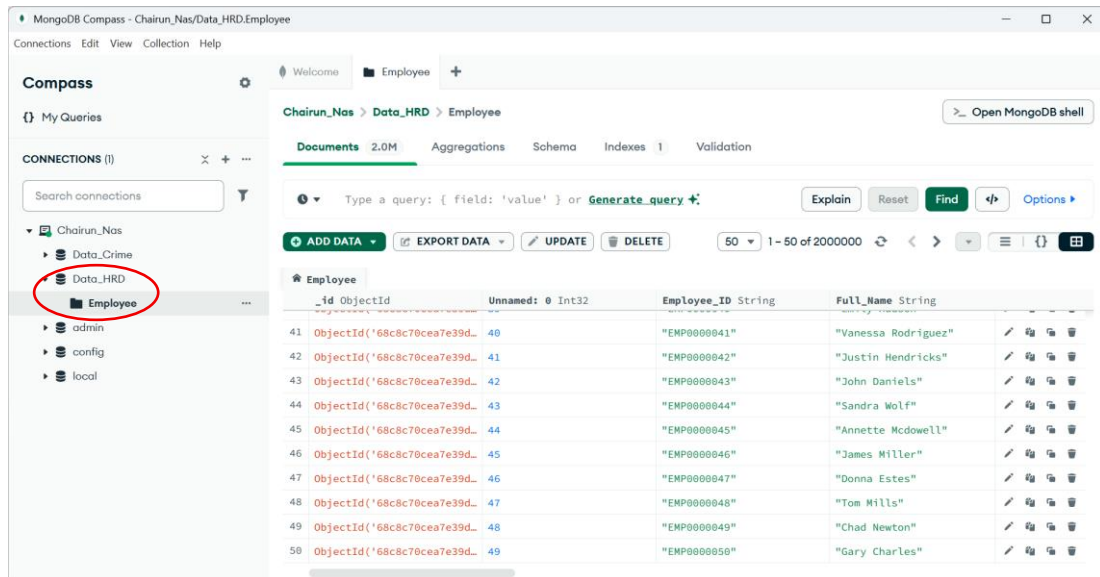 MongoDB Compass - Chairun_Nas/Data_HRD.Employee
Connections Edit View Collection Help
Compass
{} My Queries
CONNECTIONS (1)
Search connections
Chairun_Nas
Data_Crime
Data_HRD
Employee
admin
config
local
Welcome
Employee
Chairun_Nas > Data_HRD > Employee
>_ Open MongoDB shell
Documents 2.0M Aggregations Schema Indexes 1 Validation
Type a query: { field: 'value' } or Generate query
Explain Reset Find </> Options
ADD DATA EXPORT DATA UPDATE DELETE 50 1 - 50 of 2000000 {}
Employee
_id ObjectId Unnamed: 0 Int32 Employee_ID String Full_Name String
41 ObjectId('68c8c70cea7e39d… 40 "EMP0000041" "Vanessa Rodriguez"
42 ObjectId('68c8c70cea7e39d… 41 "EMP0000042" "Justin Hendricks"
43 ObjectId('68c8c70cea7e39d… 42 "EMP0000043" "John Daniels"
44 ObjectId('68c8c70cea7e39d… 43 "EMP0000044" "Sandra Wolf"
45 ObjectId('68c8c70cea7e39d… 44 "EMP0000045" "Annette Mcdowell"
46 ObjectId('68c8c70cea7e39d… 45 "EMP0000046" "James Miller"
47 ObjectId('68c8c70cea7e39d… 46 "EMP0000047" "Donna Estes"
48 ObjectId('68c8c70cea7e39d… 47 "EMP0000048" "Tom Mills"
49 ObjectId('68c8c70cea7e39d… 48 "EMP0000049" "Chad Newton"
50 ObjectId('68c8c70cea7e39d… 49 "EMP0000050" "Gary Charles"